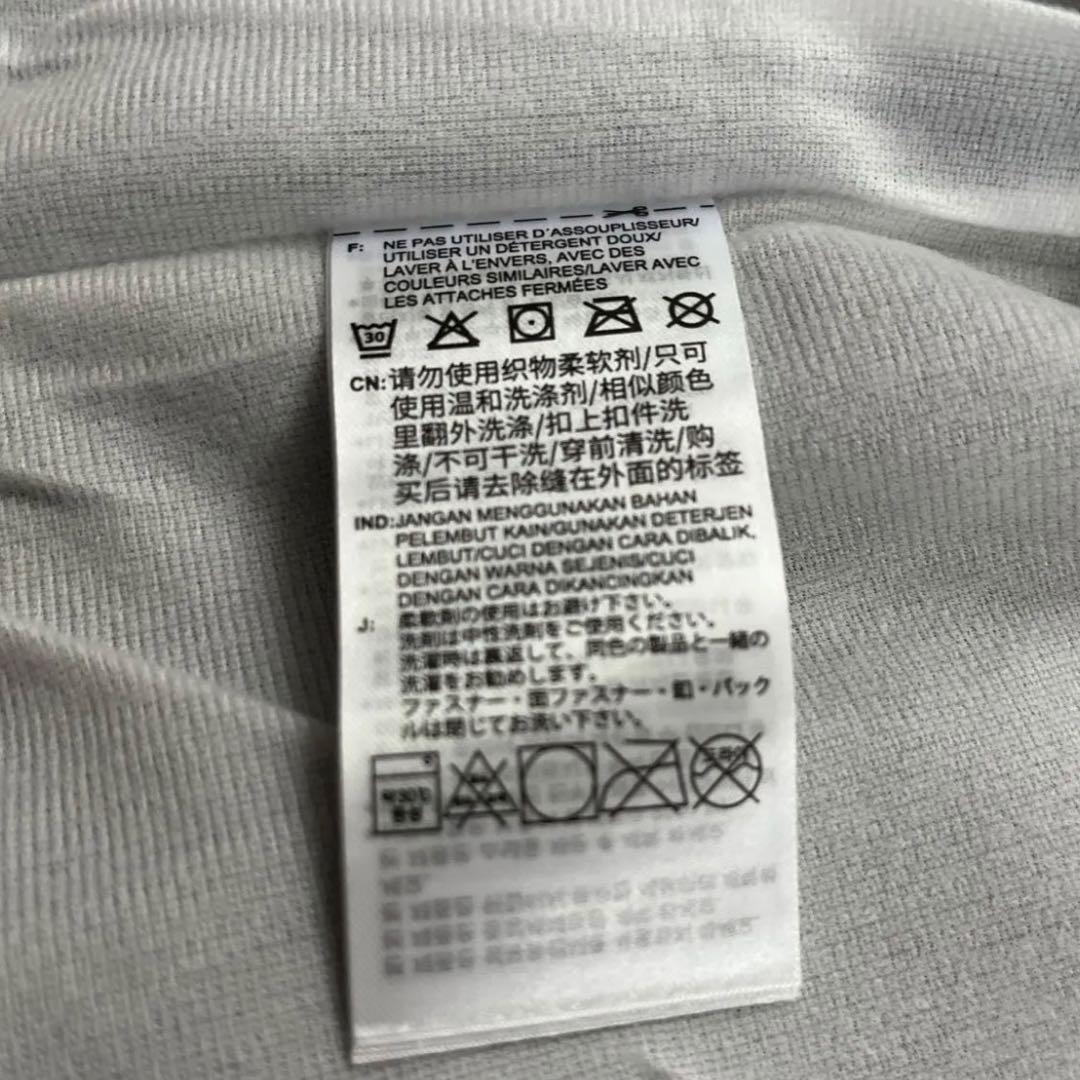 F: NE PAS UTILISER D'ASSOUPLISSEUR/
UTILISER UN DÉTERGENT DOUX/
LAVER À L'ENVERS, AVEC DES
COULEURS SIMILAIRES/LAVER AVEC
LES ATTACHES FERMÉES
30
CN:请勿使用织物柔软剂/只可
使用温和洗涤剂/相似颜色
里翻外洗涤/扣上扣件洗
涤/不可干洗/穿前清洗/购
买后请去除缝在外面的标签
IND:JANGAN MENGGUNAKAN BAHAN
PELEMBUT KAIN/GUNAKAN DETERJEN
LEMBUT/CUCI DENGAN CARA DIBALIK,
DENGAN WARNA SEJENIS/CUCI
DENGAN CARA DIKANCINGKAN
J: 柔軟剤の使用はお避け下さい。
洗剤は中性洗剤をご使用ください。
洗濯時は裏返して、同色の製品と一緒の
洗濯をお勧めします。
ファスナー・面ファスナー・釦・バック
ルは閉じてお洗い下さい。